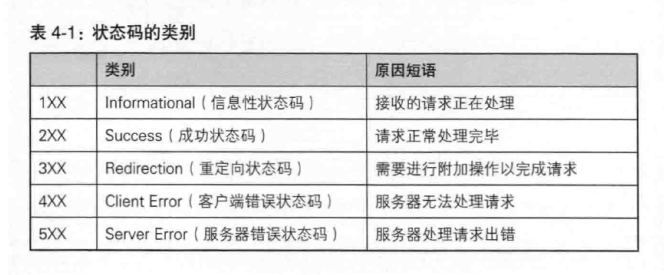 表 4-1：状态码的类别
类别 原因短语
1XX Informational（信息性状态码） 接收的请求正在处理
2XX Success（成功状态码） 请求正常处理完毕
3XX Redirection（重定向状态码） 需要进行附加操作以完成请求
4XX Client Error（客户端错误状态码） 服务器无法处理请求
5XX Server Error（服务器错误状态码） 服务器处理请求出错